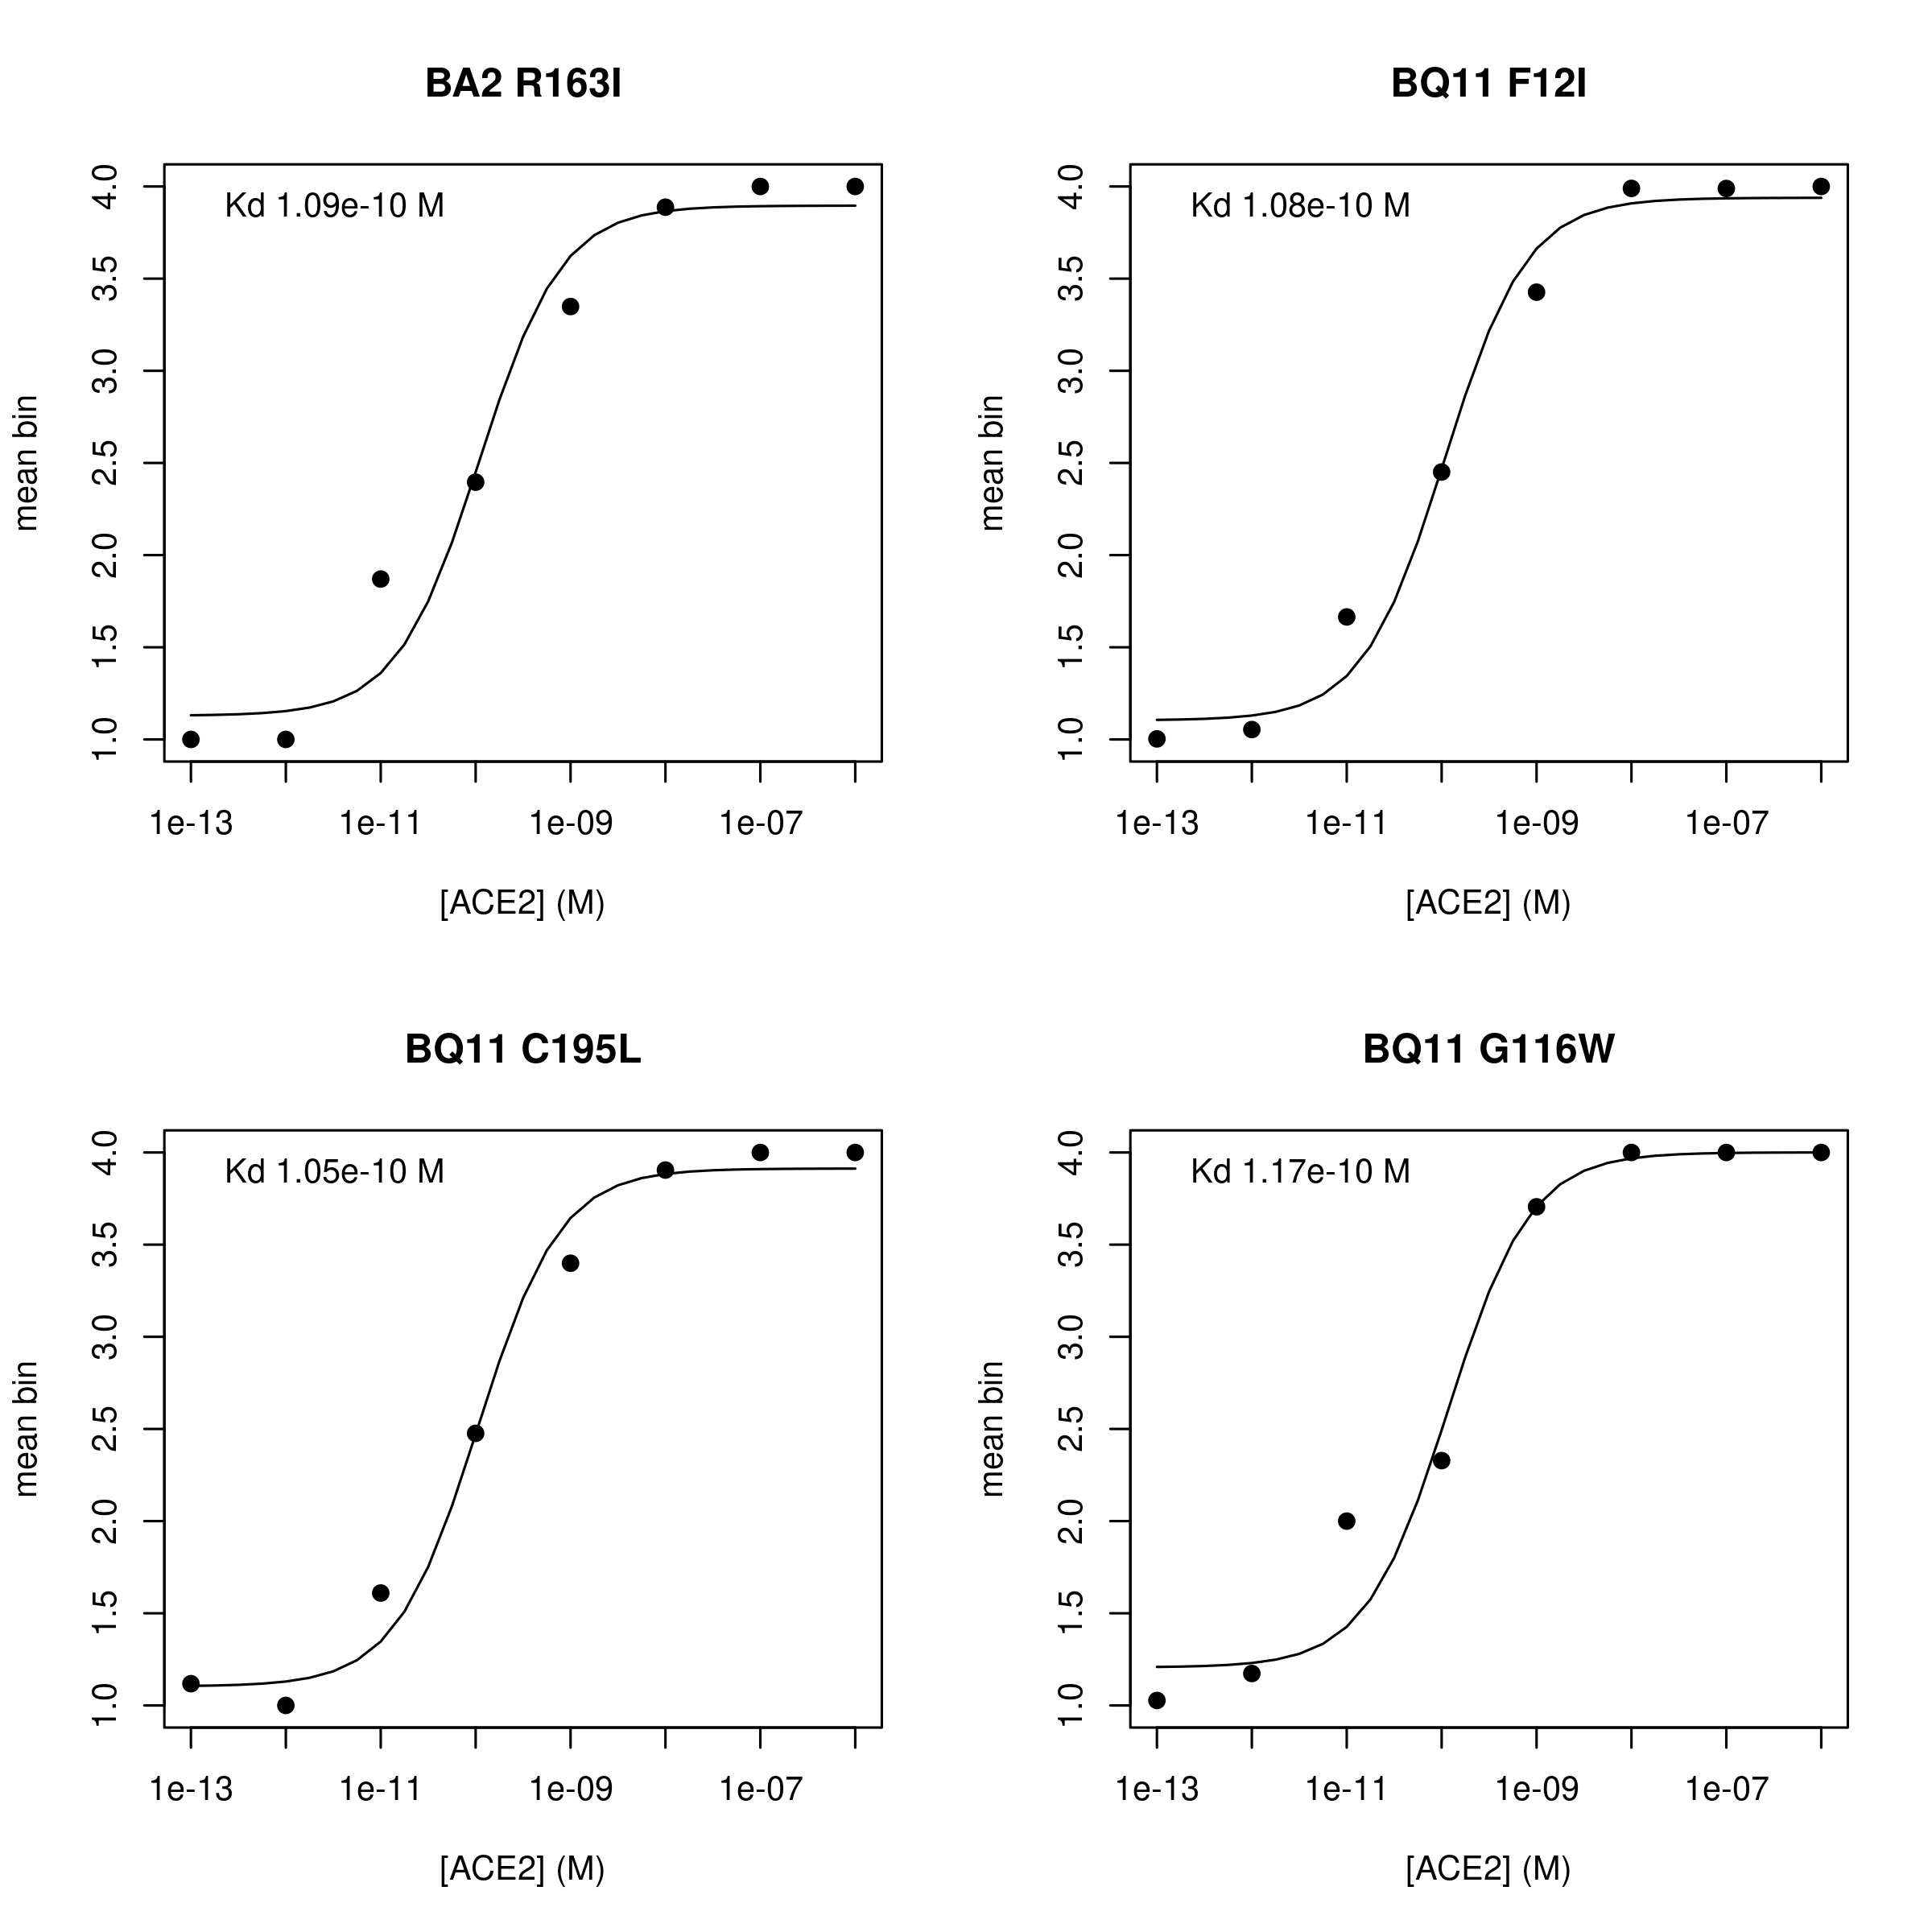 BA2 R163I
Kd 1.09e-10 M
mean bin
4.0
3.5
3.0
2.5
2.0
1.5
1.0
1e-13
1e-11
1e-09
1e-07
[ACE2] (M)
BQ11 F12I
Kd 1.08e-10 M
mean bin
4.0
3.5
3.0
2.5
2.0
1.5
1.0
1e-13
1e-11
1e-09
1e-07
[ACE2] (M)
BQ11 C195L
Kd 1.05e-10 M
mean bin
4.0
3.5
3.0
2.5
2.0
1.5
1.0
1e-13
1e-11
1e-09
1e-07
[ACE2] (M)
BQ11 G116W
Kd 1.17e-10 M
mean bin
4.0
3.5
3.0
2.5
2.0
1.5
1.0
1e-13
1e-11
1e-09
1e-07
[ACE2] (M)